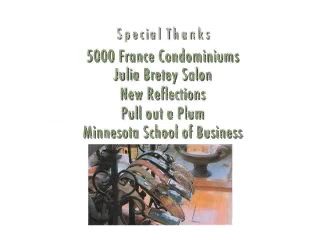 Special Thanks
5000 France Condominiums
Julia Bretey Salon
New Reflections
Pull out a Plum
Minnesota School of Business